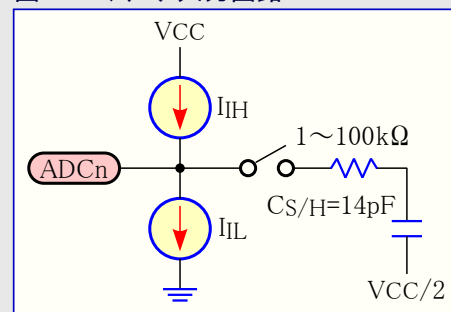 VCC
IIH
1～100kΩ
ADCn
CS/H=14pF
IIL
VCC/2